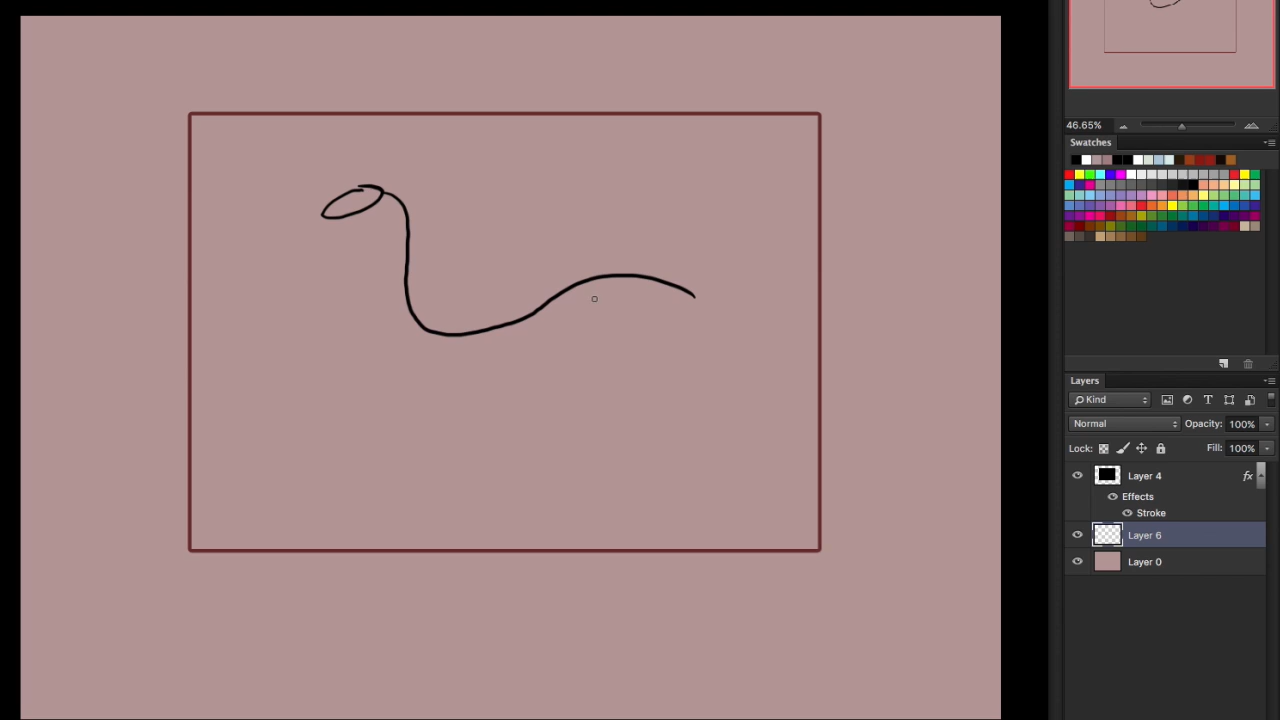 46.65%
Swatches
Layers
Kind
Normal Opacity: 100%
Lock: Fill: 100%
Layer 4 fx
Effects
Stroke
Layer 6
Layer 0